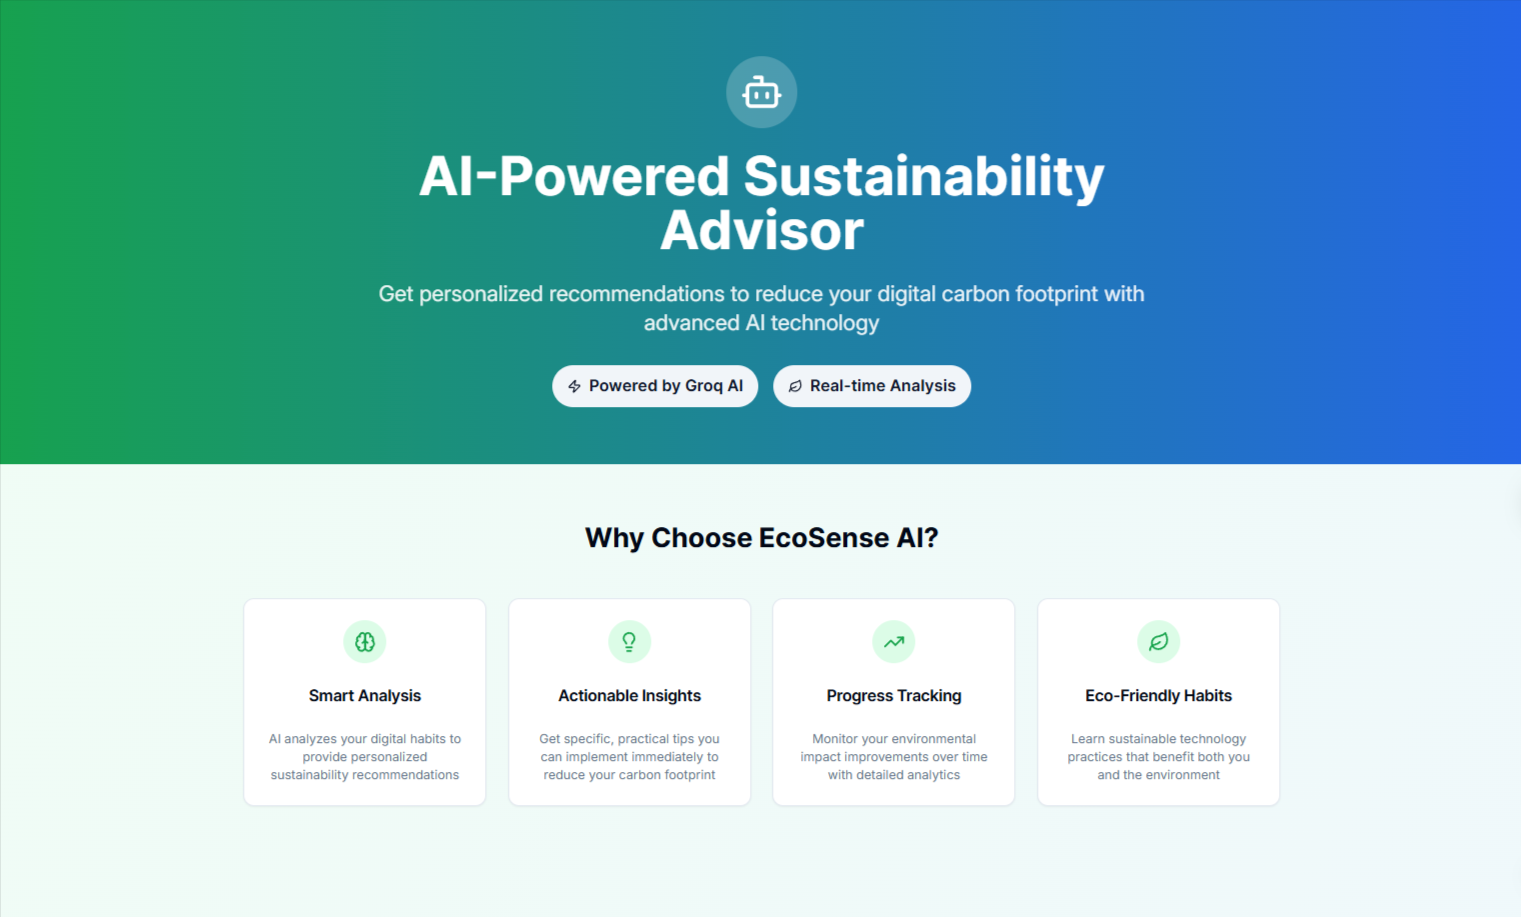 AI-Powered Sustainability
Advisor
Get personalized recommendations to reduce your digital carbon footprint with
advanced AI technology
Powered by Groq AI
Real-time Analysis
Why Choose EcoSense AI?
Smart Analysis
AI analyzes your digital habits to
provide personalized
sustainability recommendations
Actionable Insights
Get specific, practical tips you
can implement immediately to
reduce your carbon footprint
Progress Tracking
Monitor your environmental
impact improvements over time
with detailed analytics
Eco-Friendly Habits
Learn sustainable technology
practices that benefit both you
and the environment